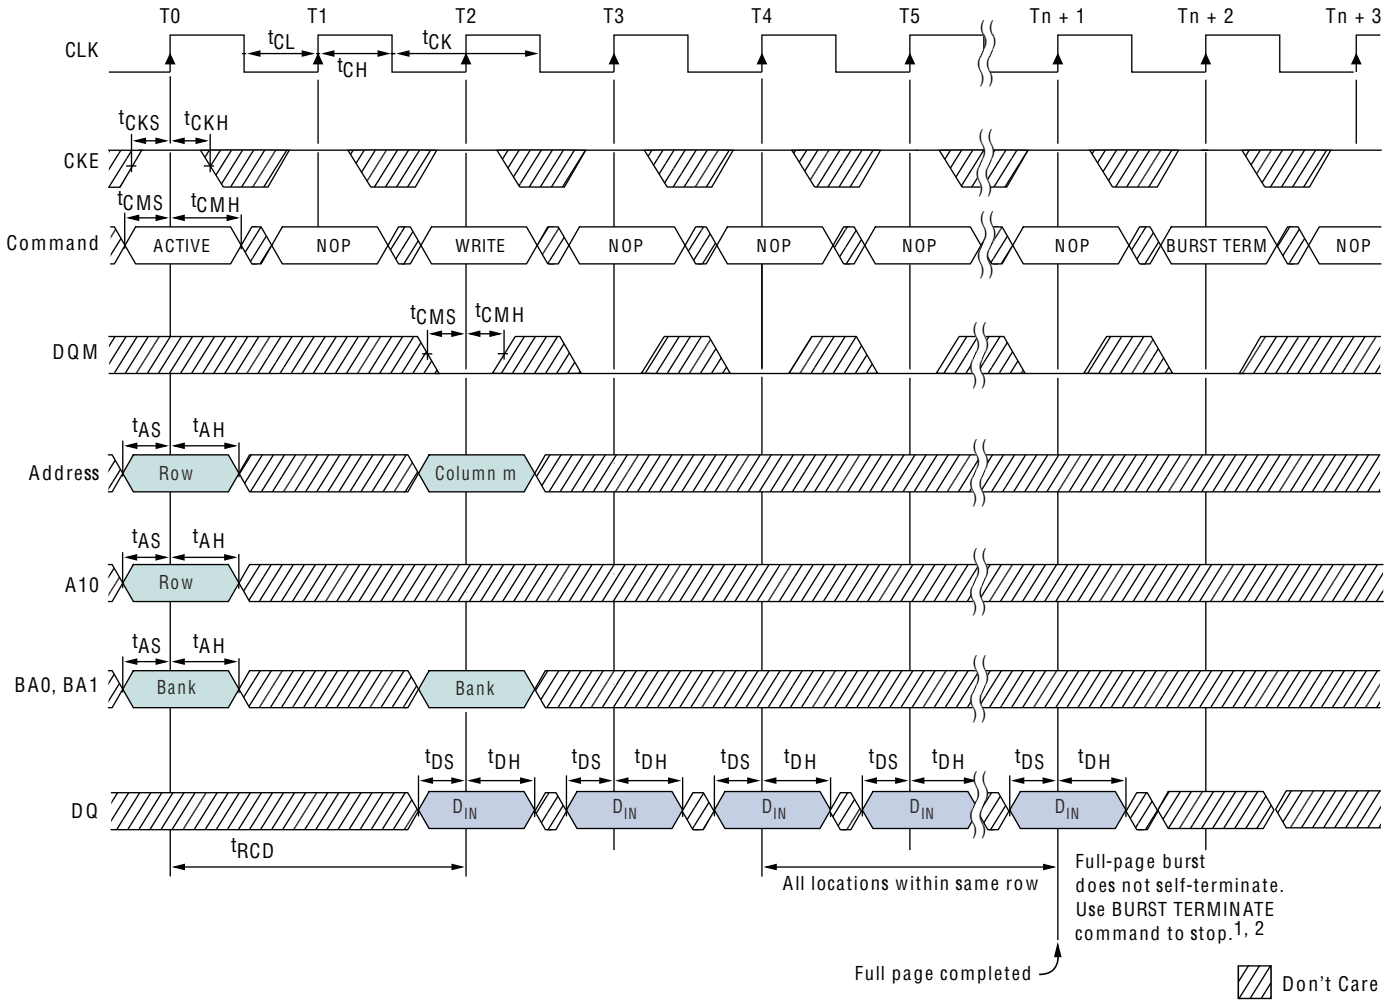 T0 T1 T2 T3 T4 T5 Tn + 1 Tn + 2 Tn + 3
CLK tCL tCH tCK
tCKS tCKH
CKE
tCMS tCMH
Command ACTIVE NOP WRITE NOP NOP NOP NOP BURST TERM NOP
tCMS tCMH
DQM
tAS tAH
Address Row Column m
tAS tAH
A10 Row
tAS tAH
BA0, BA1 Bank Bank
tDS tDH tDS tDH tDS tDH tDS tDH tDS tDH
DQ DIN DIN DIN DIN DIN
tRCD
All locations within same row
Full-page burst
does not self-terminate.
Use BURST TERMINATE
command to stop.1, 2
Full page completed
Don't Care